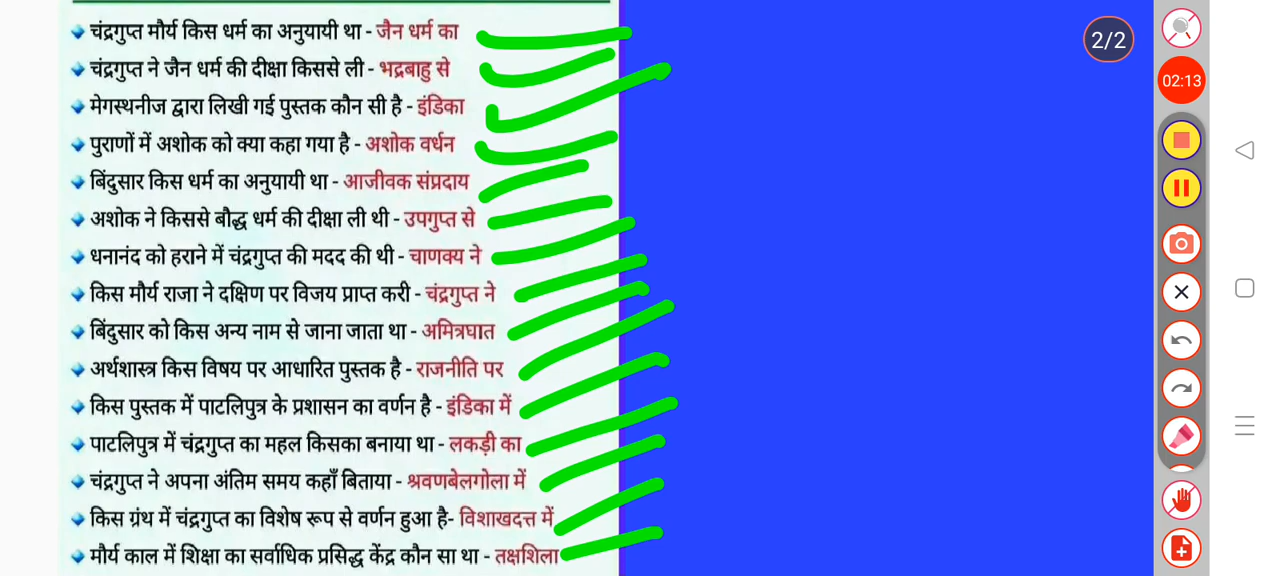 चंद्रगुप्त मौर्य किस धर्म का अनुयायी था - जैन धर्म का
चंद्रगुप्त ने जैन धर्म की दीक्षा किससे ली - भद्रबाहु से
मेगस्थनीज द्वारा लिखी गई पुस्तक कौन सी है - इंडिका
पुराणों में अशोक को क्या कहा गया है - अशोक वर्धन
बिंदुसार किस धर्म का अनुयायी था - आजीवक संप्रदाय
अशोक ने किससे बौद्ध धर्म की दीक्षा ली थी - उपगुप्त से
धनानंद को हराने में चंद्रगुप्त की मदद की थी - चाणक्य ने
किस मौर्य राजा ने दक्षिण पर विजय प्राप्त करी - चंद्रगुप्त ने
बिंदुसार को किस अन्य नाम से जाना जाता था - अमित्रघात
अर्थशास्त्र किस विषय पर आधारित पुस्तक है - राजनीति पर
किस पुस्तक में पाटलिपुत्र के प्रशासन का वर्णन है - इंडिका में
पाटलिपुत्र में चंद्रगुप्त का महल किसका बनाया था - लकड़ी का
चंद्रगुप्त ने अपना अंतिम समय कहाँ बिताया - श्रवणबेलगोला में
किस ग्रंथ में चंद्रगुप्त का विशेष रूप से वर्णन हुआ है- विशाखदत्त में
मौर्य काल में शिक्षा का सर्वाधिक प्रसिद्ध केंद्र कौन सा था - तक्षशिला
2/2
02:13